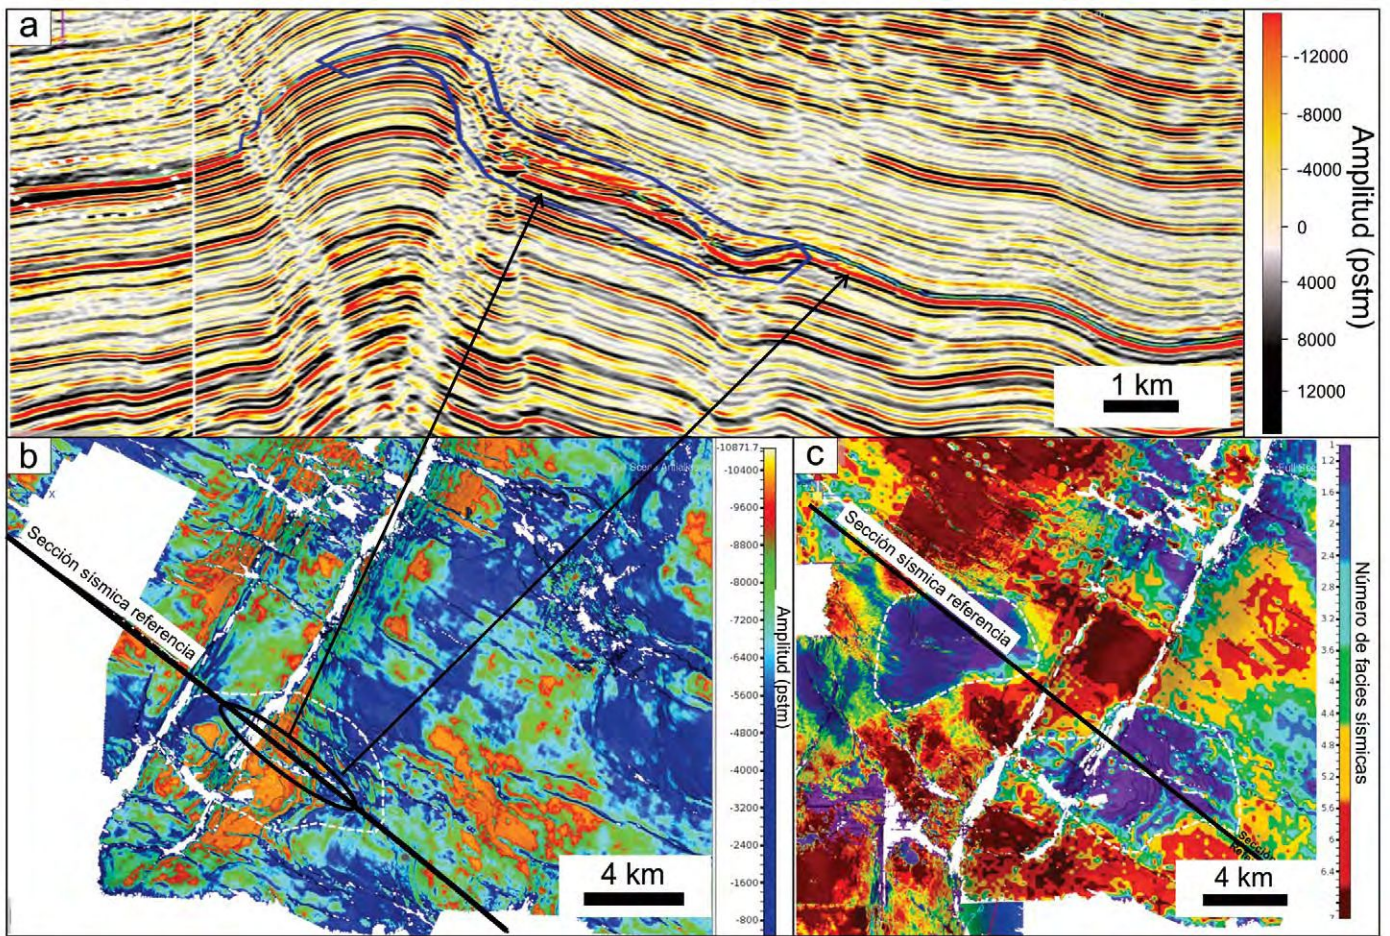 a
-12000
-8000
-4000
0
4000
8000
12000
Amplitud (pstm)
1 km
b
x
Sección sísmica referencia
4 km
-10871.7
-10400
-9600
-8800
-8000
-7200
-6400
-5600
-4800
-4000
-3200
-2400
-1600
-800
Amplitud (pstm)
c
Sección sísmica referencia
Sección
4 km
1
1.2
1.6
2
2.4
2.8
3.2
3.6
4
4.4
4.8
5.2
5.6
6
6.4
7
Número de facies sísmicas